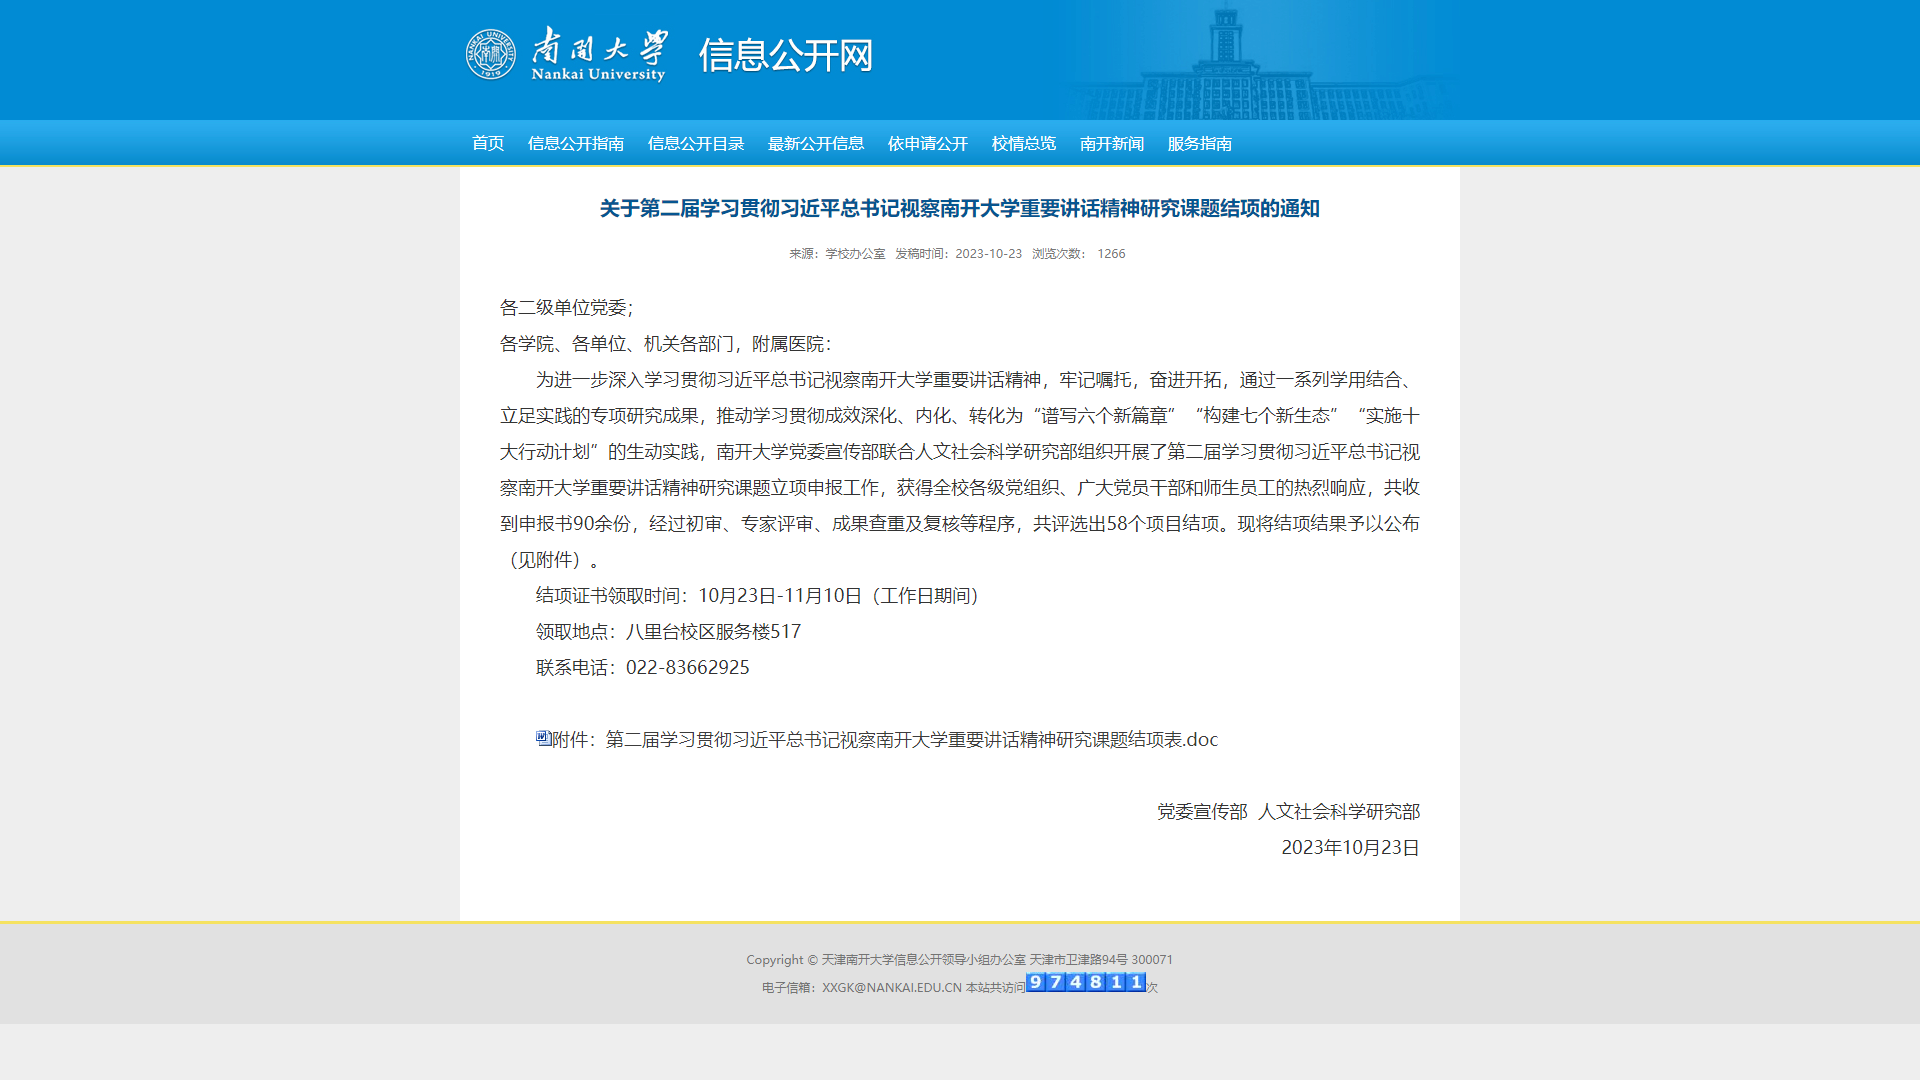 NANKAI UNIVERSITY
1919
南开大学
Nankai University
信息公开网
首页 信息公开指南 信息公开目录 最新公开信息 依申请公开 校情总览 南开新闻 服务指南
关于第二届学习贯彻习近平总书记视察南开大学重要讲话精神研究课题结项的通知
来源：学校办公室 发稿时间：2023-10-23 浏览次数： 1266
各二级单位党委；
各学院、各单位、机关各部门，附属医院：
为进一步深入学习贯彻习近平总书记视察南开大学重要讲话精神，牢记嘱托，奋进开拓，通过一系列学用结合、
立足实践的专项研究成果，推动学习贯彻成效深化、内化、转化为“谱写六个新篇章”“构建七个新生态”“实施十
大行动计划”的生动实践，南开大学党委宣传部联合人文社会科学研究部组织开展了第二届学习贯彻习近平总书记视
察南开大学重要讲话精神研究课题立项申报工作，获得全校各级党组织、广大党员干部和师生员工的热烈响应，共收
到申报书90余份，经过初审、专家评审、成果查重及复核等程序，共评选出58个项目结项。现将结项结果予以公布
（见附件）。
结项证书领取时间：10月23日-11月10日（工作日期间）
领取地点：八里台校区服务楼517
联系电话：022-83662925
附件：第二届学习贯彻习近平总书记视察南开大学重要讲话精神研究课题结项表.doc
党委宣传部 人文社会科学研究部
2023年10月23日
Copyright © 天津南开大学信息公开领导小组办公室 天津市卫津路94号 300071
电子信箱：XXGK@NANKAI.EDU.CN 本站共访问974811次